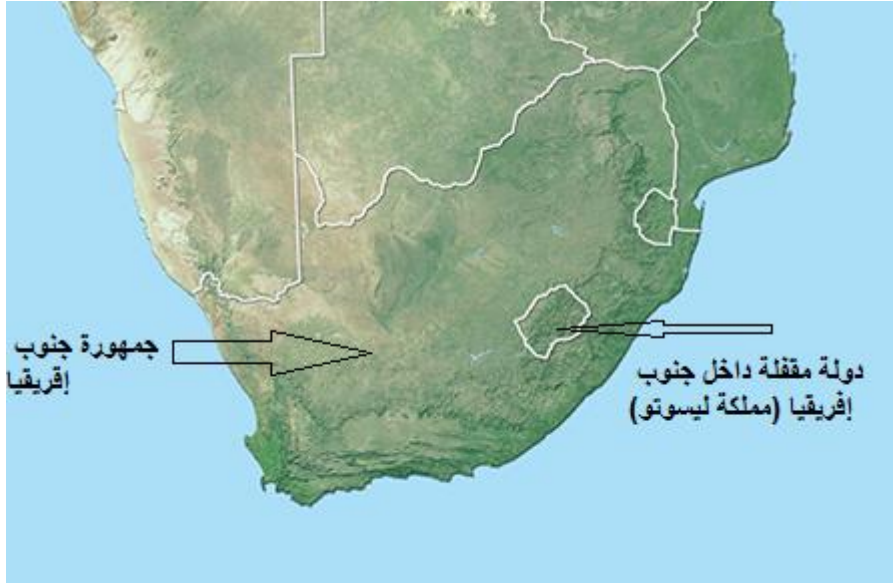 جمهورة جنوب
إفريقيا
دولة مقفلة داخل جنوب
إفريقيا (مملكة ليسوتو)